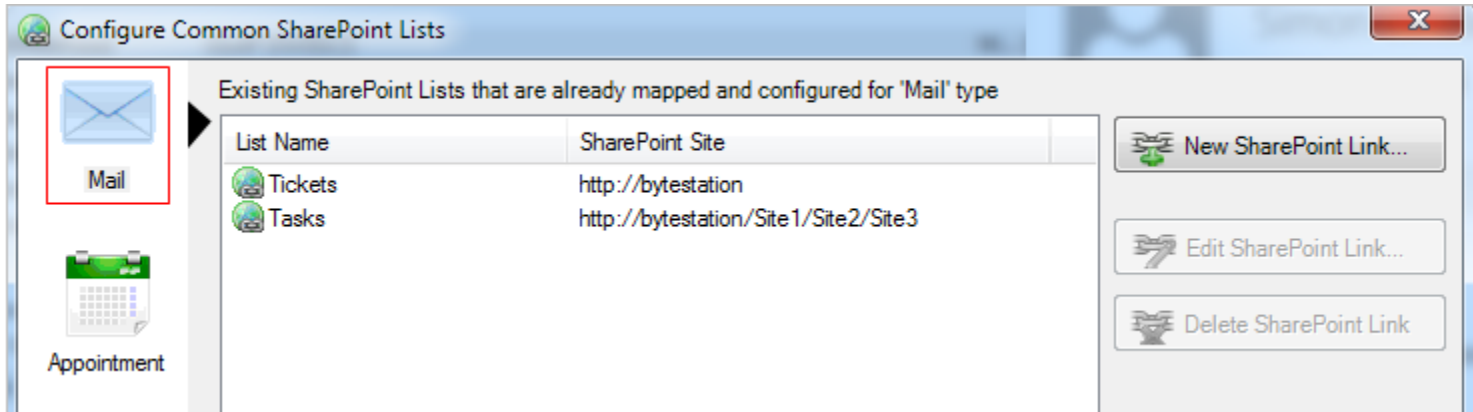 Configure Common SharePoint Lists
Mail
Appointment
Existing SharePoint Lists that are already mapped and configured for 'Mail' type
List Name SharePoint Site
Tickets http://bytestation
Tasks http://bytestation/Site1/Site2/Site3
New SharePoint Link...
Edit SharePoint Link...
Delete SharePoint Link